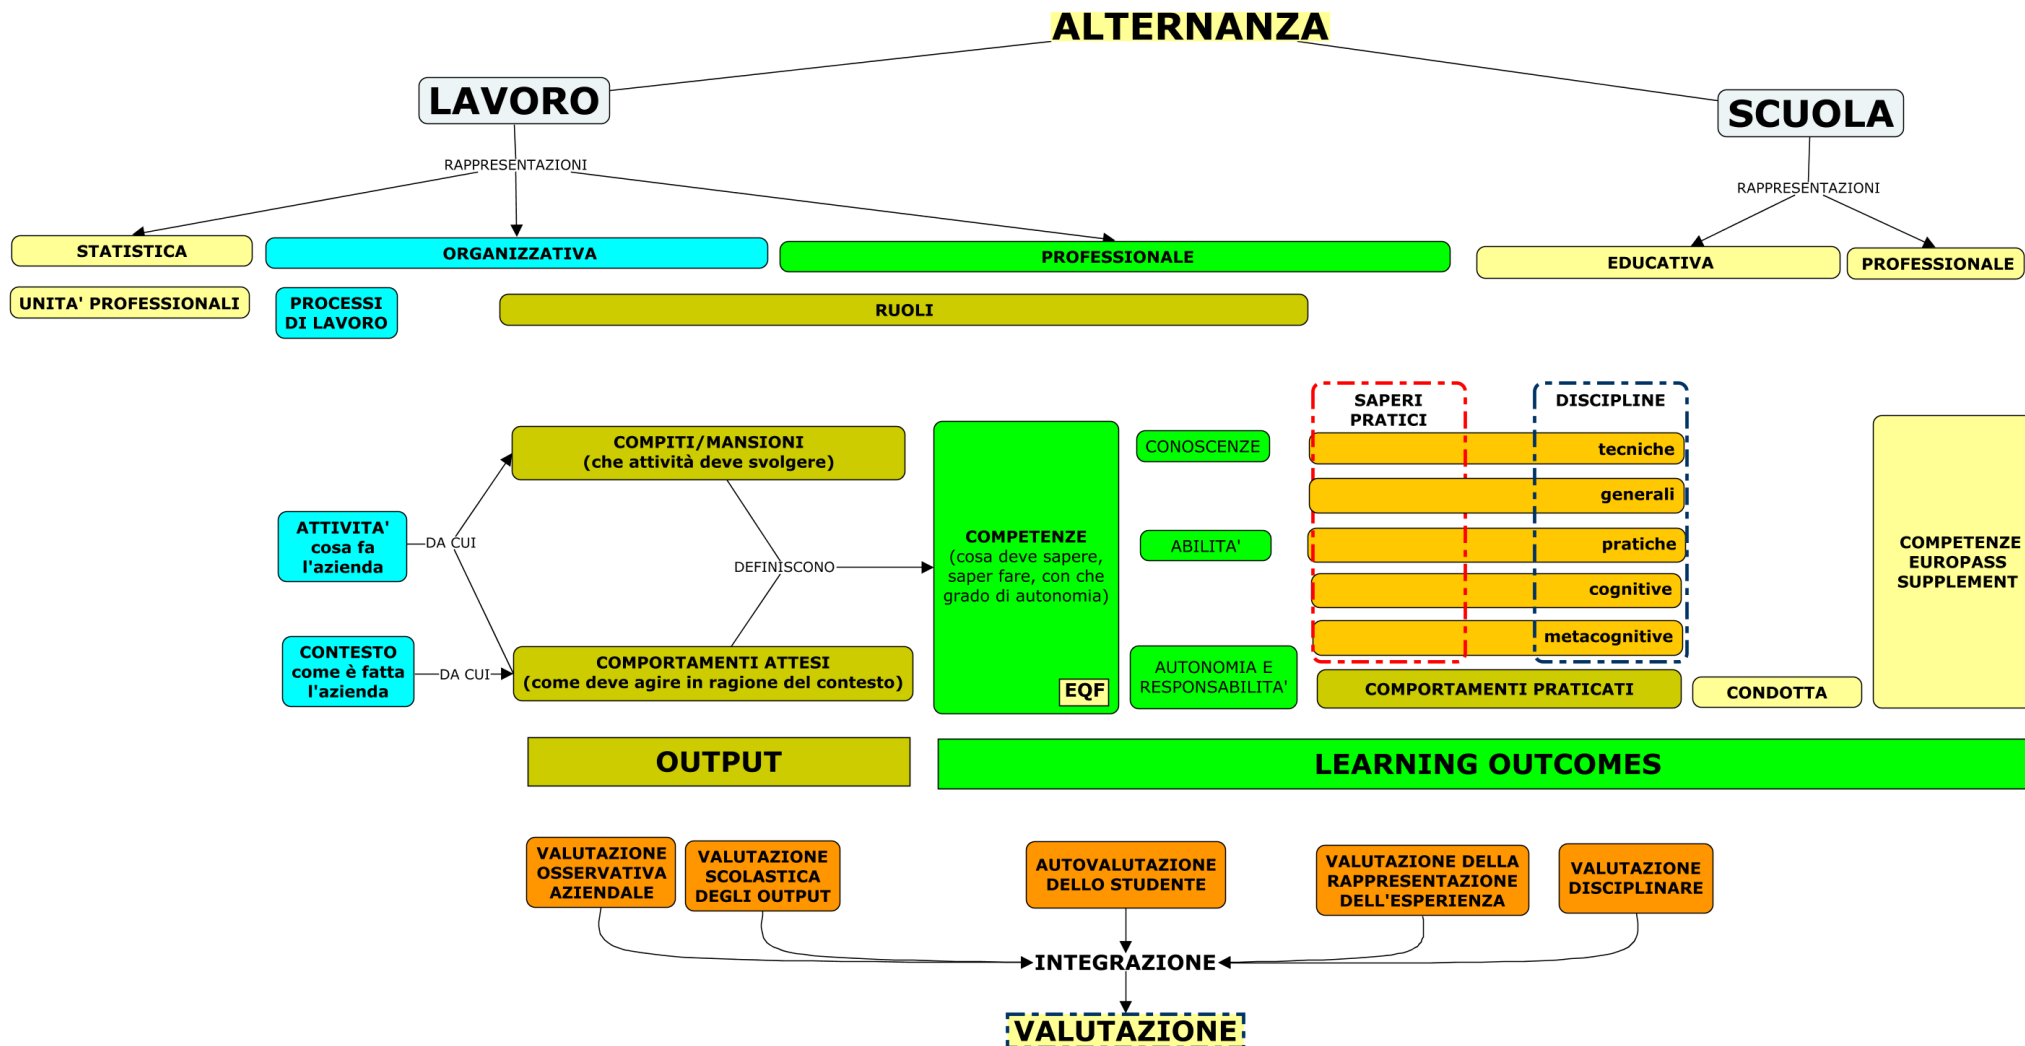 ALTERNANZA
LAVORO
SCUOLA
RAPPRESENTAZIONI
RAPPRESENTAZIONI
STATISTICA
ORGANIZZATIVA
PROFESSIONALE
EDUCATIVA
PROFESSIONALE
UNITA' PROFESSIONALI
PROCESSI
DI LAVORO
RUOLI
SAPERI
PRATICI
DISCIPLINE
COMPITI/MANSIONI
(che attività deve svolgere)
CONOSCENZE
tecniche
generali
ATTIVITA'
cosa fa
l'azienda
DA CUI
DEFINISCONO
COMPETENZE
(cosa deve sapere,
saper fare, con che
grado di autonomia)
EQF
ABILITA'
pratiche
cognitive
metacognitive
COMPETENZE
EUROPASS
SUPPLEMENT
CONTESTO
come è fatta
l'azienda
DA CUI
COMPORTAMENTI ATTESI
(come deve agire in ragione del contesto)
AUTONOMIA E
RESPONSABILITA'
COMPORTAMENTI PRATICATI
CONDOTTA
OUTPUT
LEARNING OUTCOMES
VALUTAZIONE
OSSERVATIVA
AZIENDALE
VALUTAZIONE
SCOLASTICA
DEGLI OUTPUT
AUTOVALUTAZIONE
DELLO STUDENTE
VALUTAZIONE DELLA
RAPPRESENTAZIONE
DELL'ESPERIENZA
VALUTAZIONE
DISCIPLINARE
INTEGRAZIONE
VALUTAZIONE